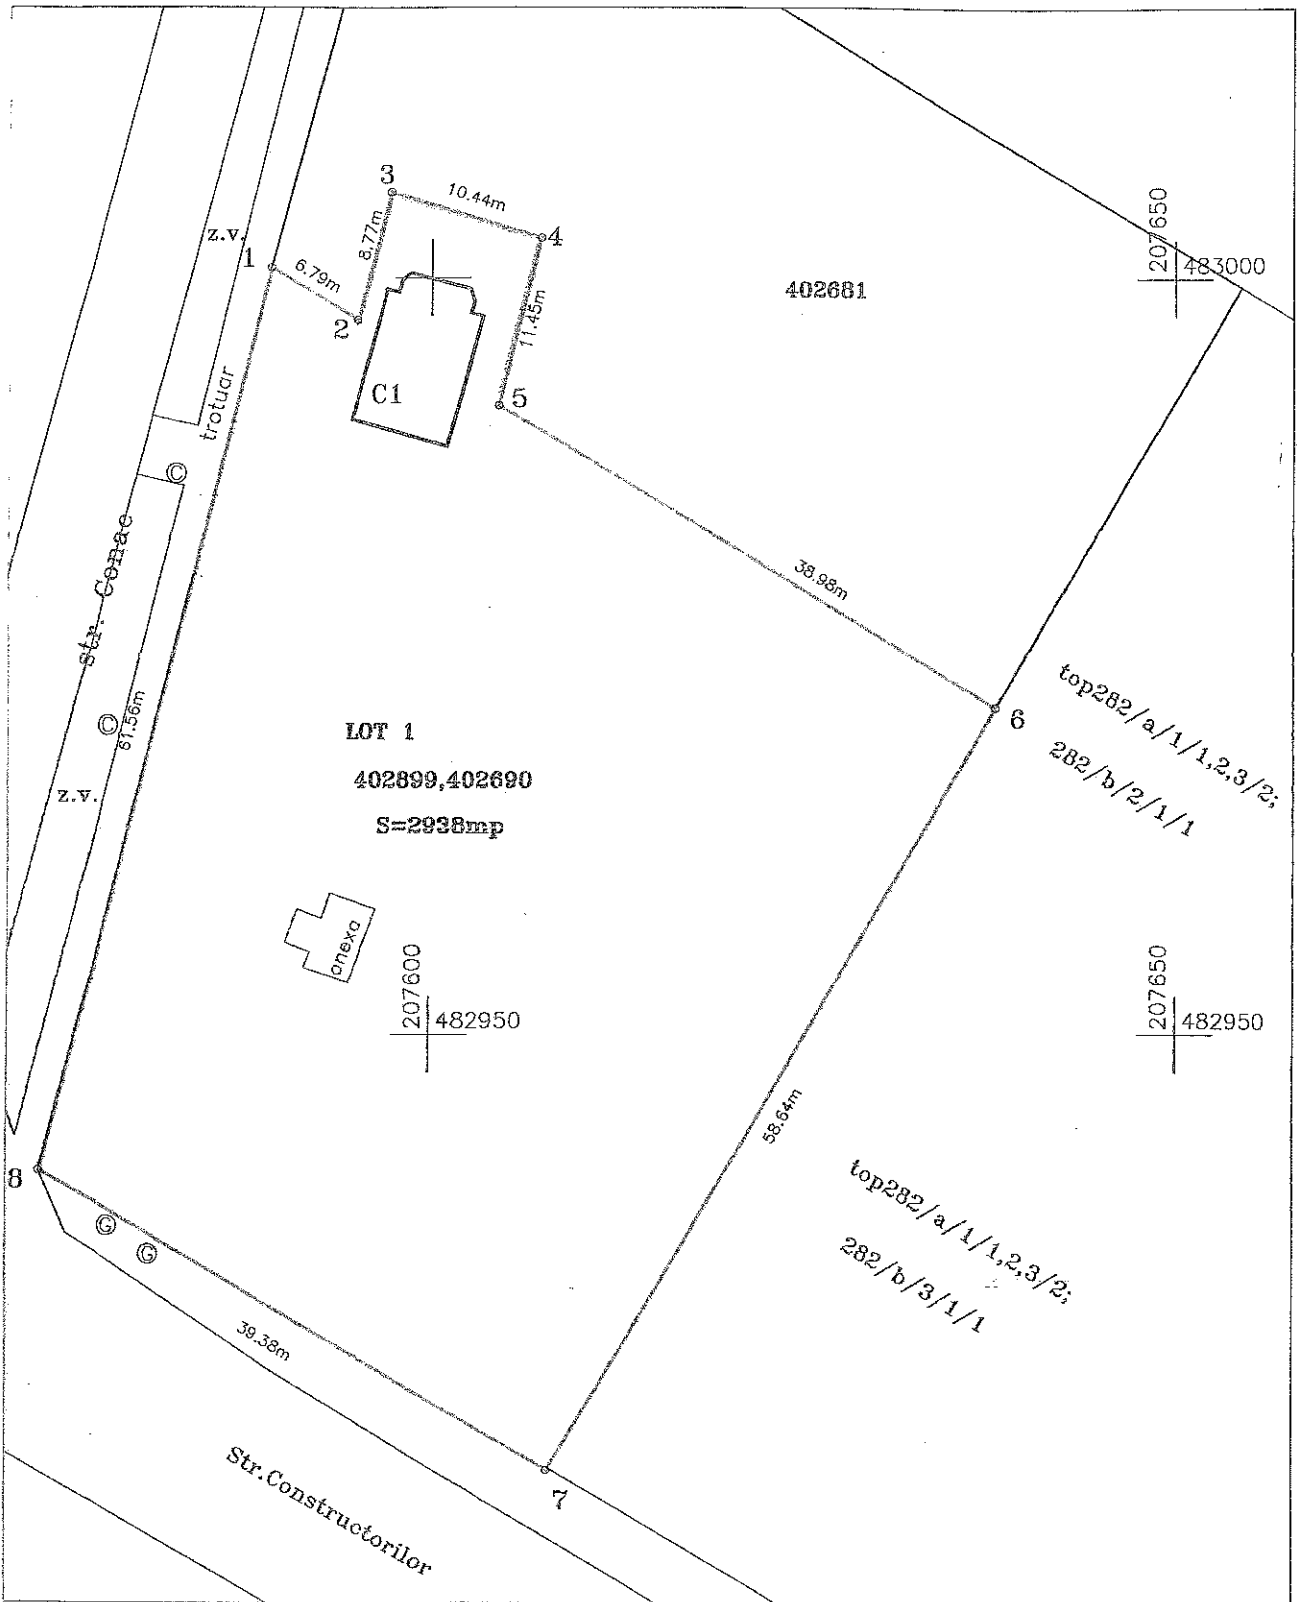 3
10.44m
207650
z.v.
8.77m
4
1
6.79m
483000
402681
2
11.45m
C1
5
trotuar
C
str. Conac
38.98m
top282/a/1/1,2,3/2;
6
282/b/2/1/1
C
61.56m
LOT 1
z.v.
402899,402690
S=2938mp
anexa
207600
482950
207650
482950
58.64m
8
top282/a/1/1,2,3/2;
G
G
282/b/3/1/1
39.38m
Str.Constructorilor
7